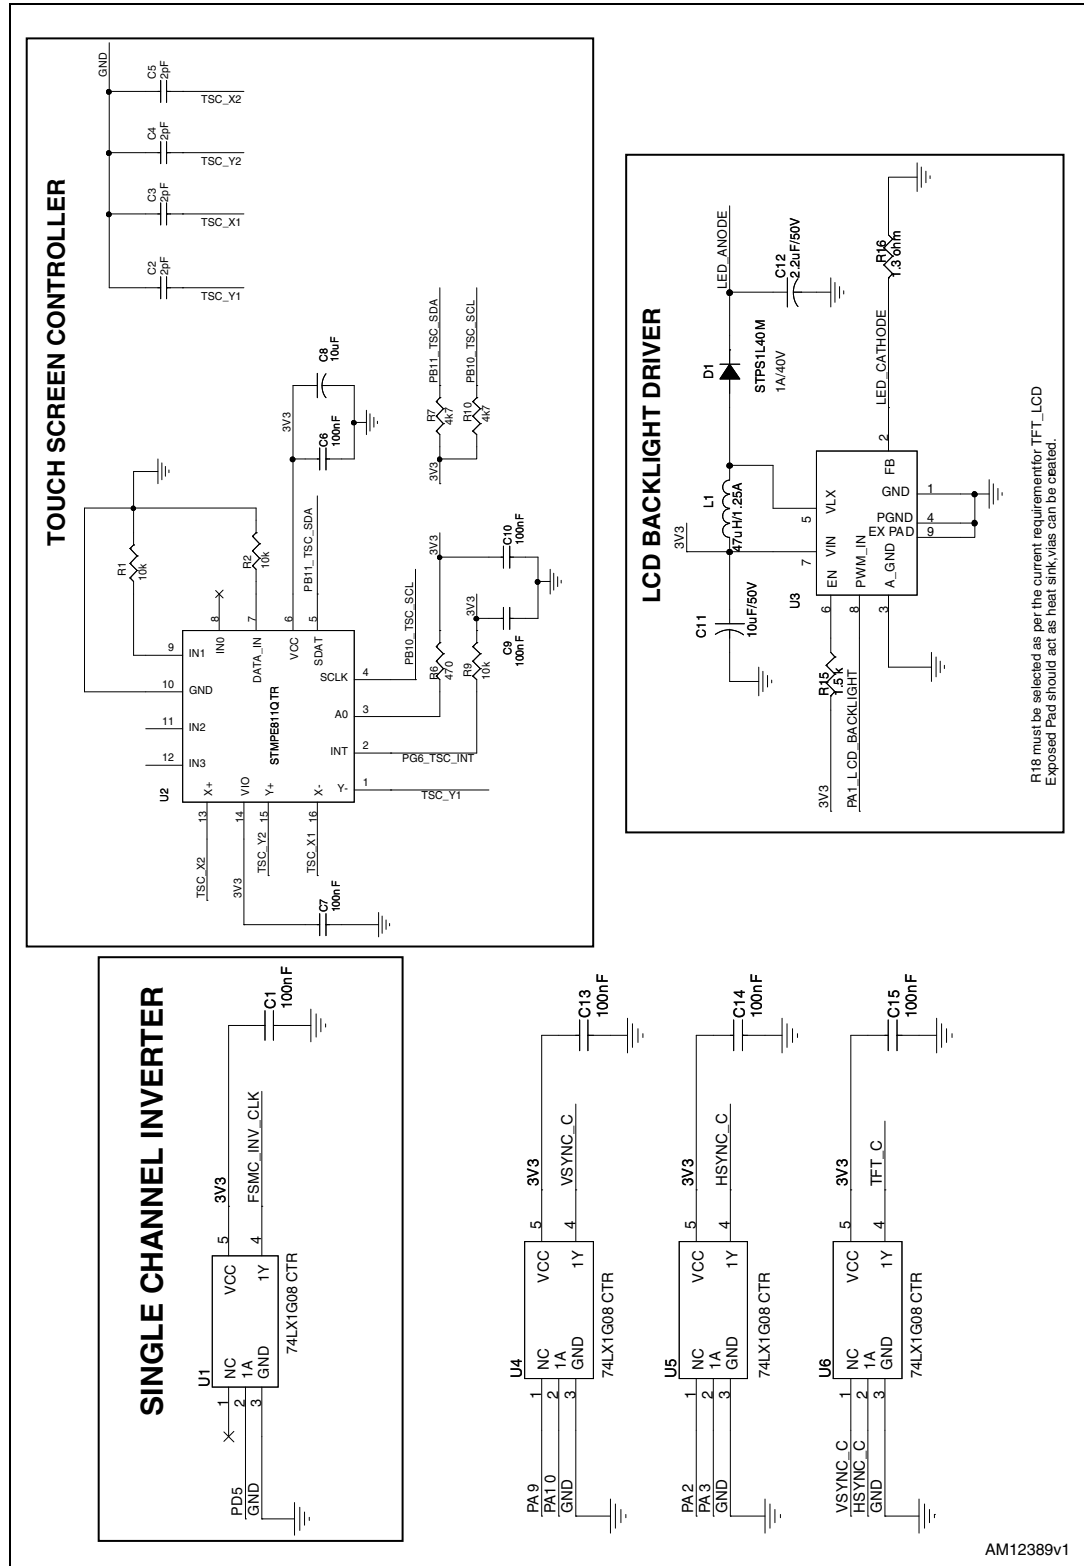 TOUCH SCREEN CONTROLLER
GND
C5
2pF
TSC_X2
C4
2pF
TSC_Y2
C3
2pF
TSC_X1
C2
2pF
TSC_Y1
R1
10k
R2
10k
3V3
C8
10uF
C6
100nF
PB11_TSC_SDA
3V3
R7
4k7
PB11_TSC_SDA
R10
4k7
PB10_TSC_SCL
PB10_TSC_SCL
3V3
R6
470
C10
100nF
3V3
R9
10k
C9
100nF
9
IN1
8
IN0
7
DATA_IN
6
VCC
5
SDAT
10
GND
11
IN2
12
IN3
STMPE811QTR
SCLK
4
A0
3
INT
2
PG6_TSC_INT
Y-
1
TSC_Y1
U2
X+
13
TSC_X2
VIO
14
3V3
Y+
15
TSC_Y2
X-
16
TSC_X1
C7
100nF
LCD BACKLIGHT DRIVER
LED_ANODE
C12
2.2uF/50V
D1
STPS1L40M
1A/40V
L1
47uH/1.25A
3V3
C11
10uF/50V
LED_CATHODE
R16
1.3 ohm
U3
VIN
7
VLX
5
FB
2
GND
1
PGND
4
EX PAD
9
EN
6
PWM_IN
8
A_GND
3
R15
1.5 k
3V3
PA1_LCD_BACKLIGHT
R18 must be selected as per the current requirementfor TFT_LCD
Exposed Pad should act as heat sink,vias can be created.
SINGLE CHANNEL INVERTER
U1
1
NC
2
1A
3
GND
VCC
5
1Y
4
74LX1G08 CTR
PD5
GND
3V3
FSMC_INV_CLK
C1
100nF
U4
PA9
1
NC
PA10
2
1A
GND
3
GND
VCC
5
1Y
4
74LX1G08 CTR
3V3
VSYNC_C
C13
100nF
U5
PA2
1
NC
PA3
2
1A
GND
3
GND
VCC
5
1Y
4
74LX1G08 CTR
3V3
HSYNC_C
C14
100nF
U6
VSYNC_C
1
NC
HSYNC_C
2
1A
GND
3
GND
VCC
5
1Y
4
74LX1G08 CTR
3V3
TFT_C
C15
100nF
AM12389v1